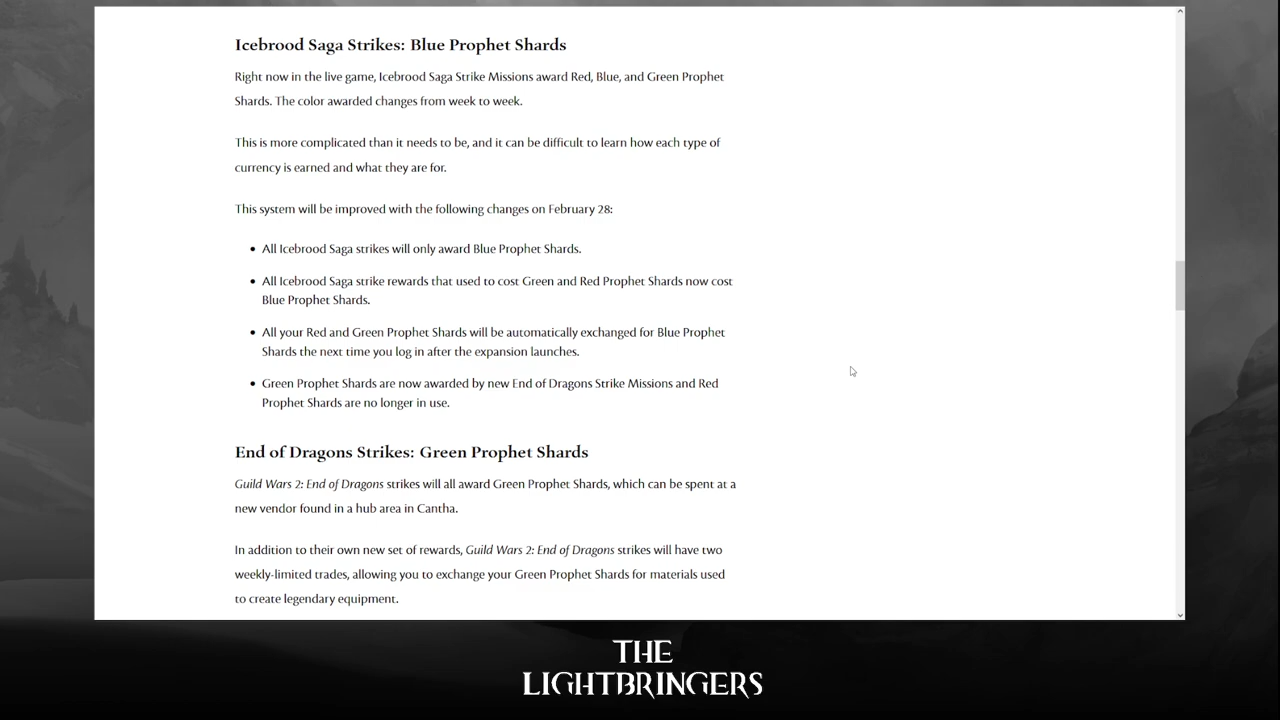 Icebrood Saga Strikes: Blue Prophet Shards
Right now in the live game, Icebrood Saga Strike Missions award Red, Blue, and Green Prophet
Shards. The color awarded changes from week to week.
This is more complicated than it needs to be, and it can be difficult to learn how each type of
currency is earned and what they are for.
This system will be improved with the following changes on February 28:
• All Icebrood Saga strikes will only award Blue Prophet Shards.
• All Icebrood Saga strike rewards that used to cost Green and Red Prophet Shards now cost
Blue Prophet Shards.
• All your Red and Green Prophet Shards will be automatically exchanged for Blue Prophet
Shards the next time you log in after the expansion launches.
• Green Prophet Shards are now awarded by new End of Dragons Strike Missions and Red
Prophet Shards are no longer in use.
End of Dragons Strikes: Green Prophet Shards
Guild Wars 2: End of Dragons strikes will all award Green Prophet Shards, which can be spent at a
new vendor found in a hub area in Cantha.
In addition to their own new set of rewards, Guild Wars 2: End of Dragons strikes will have two
weekly-limited trades, allowing you to exchange your Green Prophet Shards for materials used
to create legendary equipment.
THE
LIGHTBRINGERS